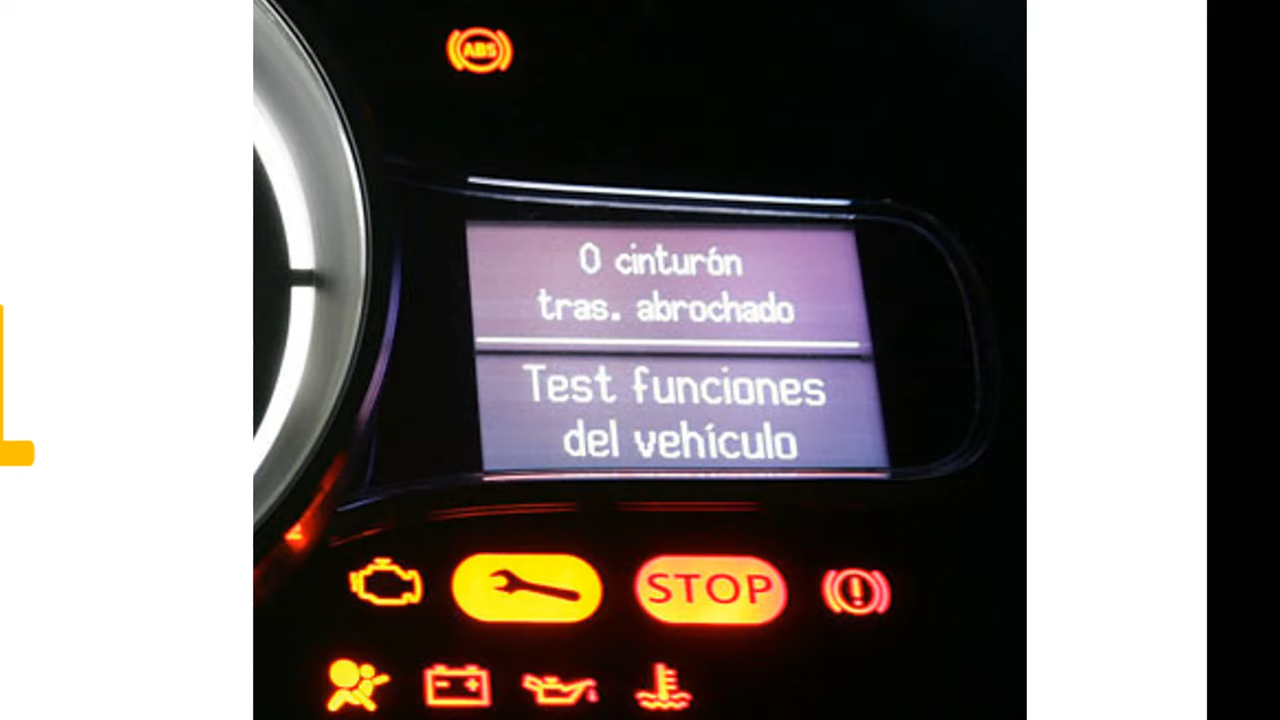 ABS
0 cinturón
tras. abrochado
Test funciones
del vehículo
STOP